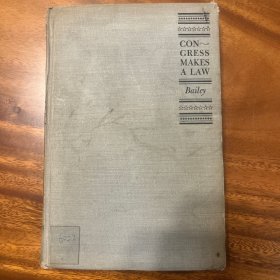 CON~
GRESS
MAKES
A LAW
Bailey